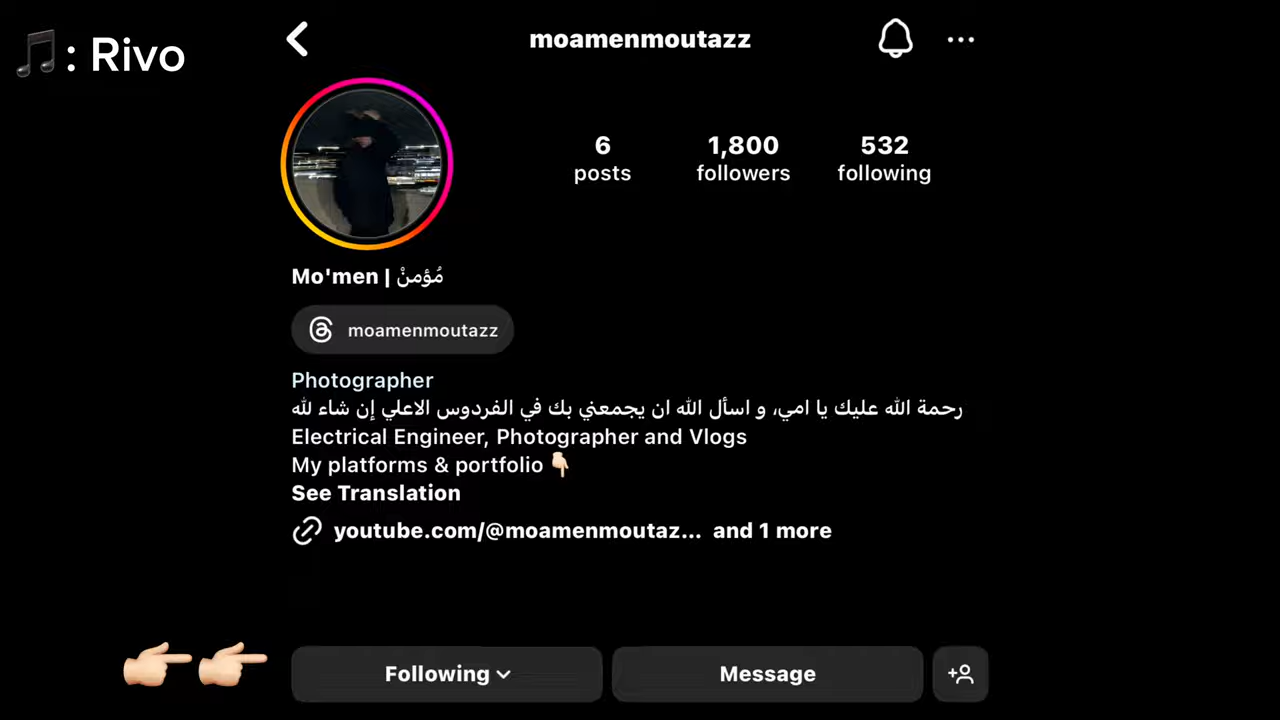 🎵: Rivo
moamenmoutazz
6 posts
1,800 followers
532 following
Mo'men | مُؤمنْ
moamenmoutazz
Photographer
رحمة الله عليك يا امي، و اسأل الله ان يجمعني بك في الفردوس الاعلي إن شاء لله
Electrical Engineer, Photographer and Vlogs
My platforms & portfolio 👇🏻
See Translation
youtube.com/@moamenmoutaz... and 1 more
Following
Message